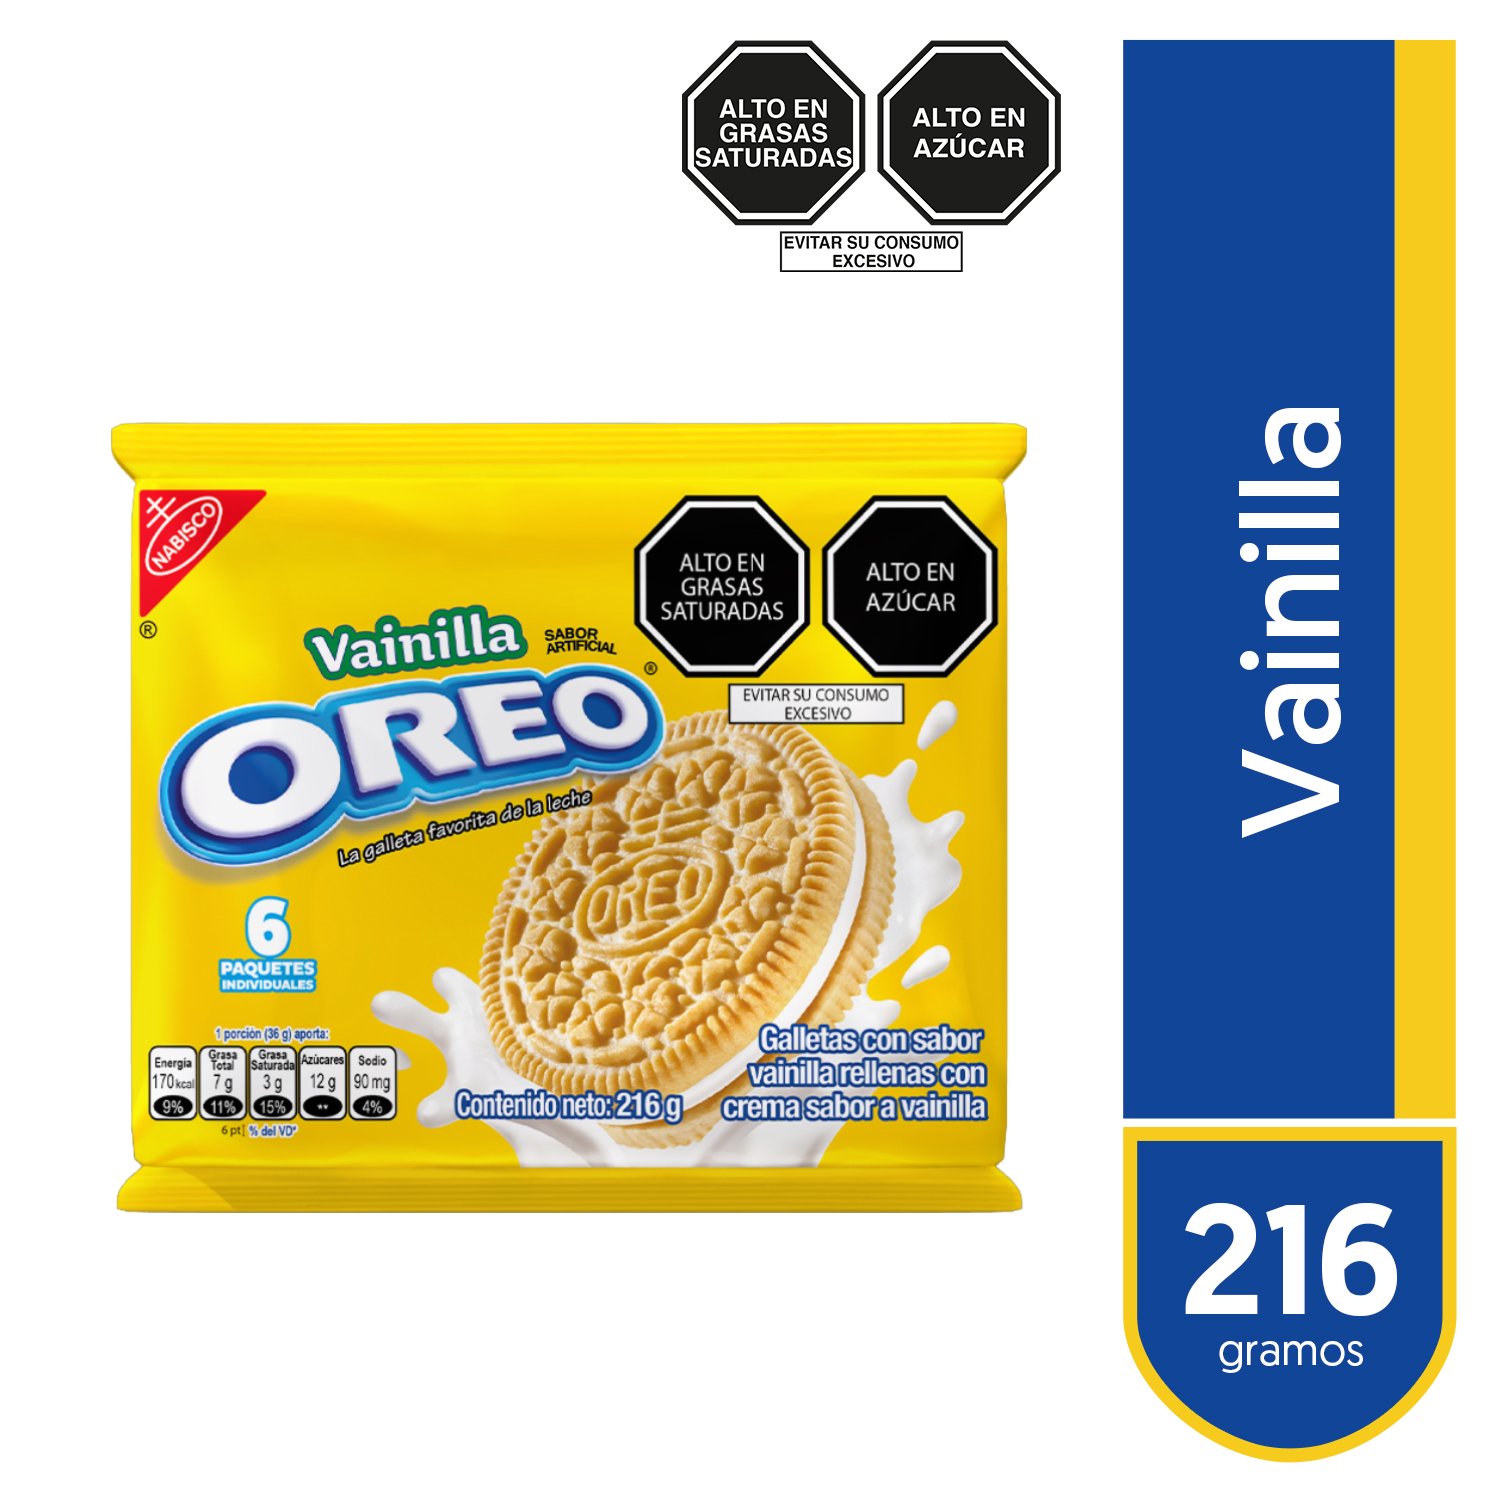 ALTO EN
GRASAS
SATURADAS
ALTO EN
AZÚCAR
EVITAR SU CONSUMO
EXCESIVO
NABISCO
®
Vainilla
SABOR
ARTIFICIAL
OREO
®
La galleta favorita de la leche
ALTO EN
GRASAS
SATURADAS
ALTO EN
AZÚCAR
EVITAR SU CONSUMO
EXCESIVO
OREO
6
PAQUETES
INDIVIDUALES
1 porción (36 g) aporta:
Energía
170 kcal
9%
Grasa
Total
7 g
11%
Grasa
Saturada
3 g
15%
Azúcares
12 g
**
Sodio
90 mg
4%
6 pt] % del VD*
Contenido neto: 216 g
Galletas con sabor
vainilla rellenas con
crema sabor a vainilla
Vainilla
216
gramos